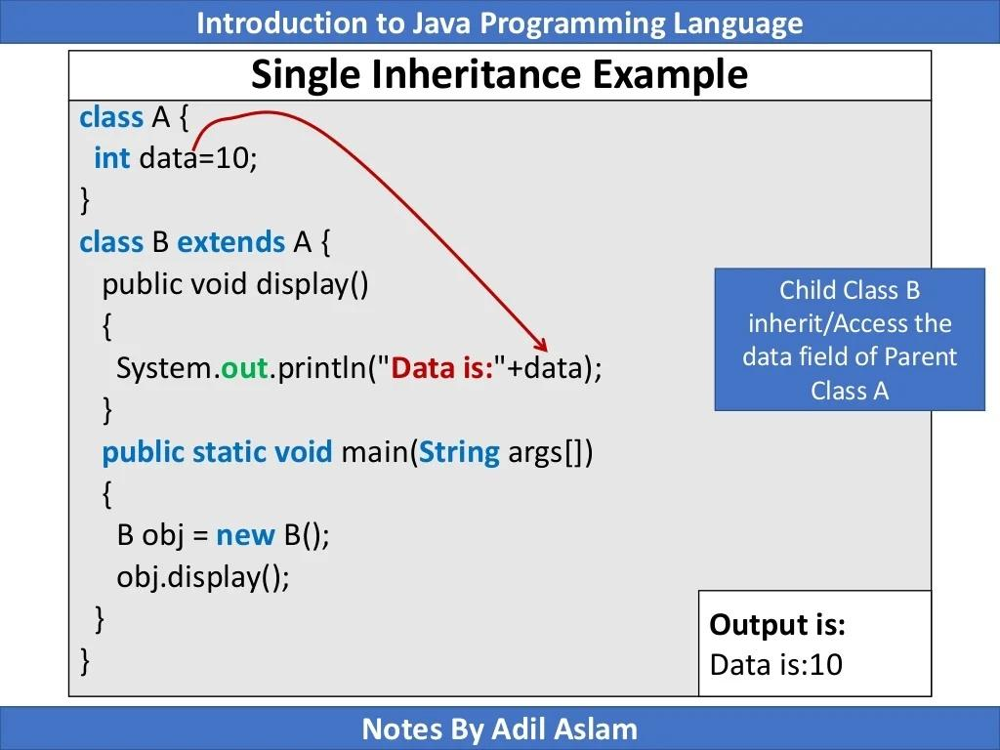 Introduction to Java Programming Language
Single Inheritance Example
class A {
int data=10;
}
class B extends A {
public void display()
{
System.out.println("Data is:"+data);
}
public static void main(String args[])
{
B obj = new B();
obj.display();
}
}
Child Class B
inherit/Access the
data field of Parent
Class A
Output is:
Data is:10
Notes By Adil Aslam